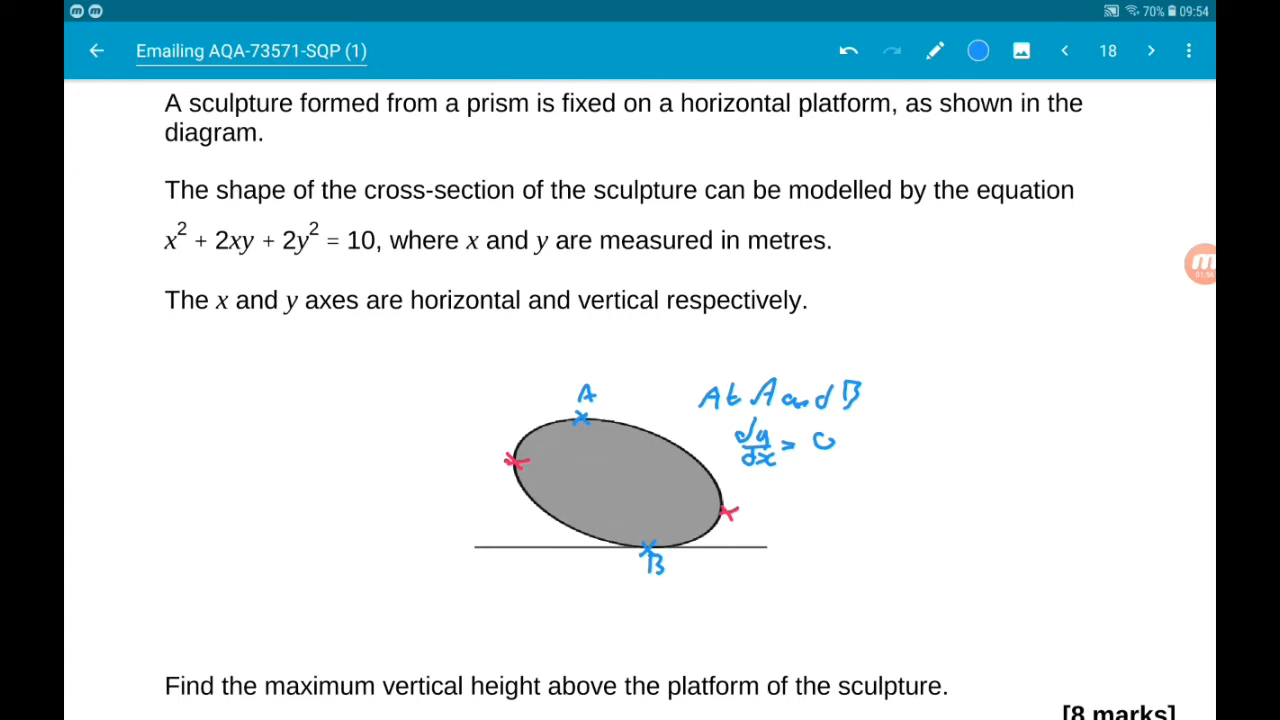 70% 09:54
Emailing AQA-73571-SQP (1)
18
A sculpture formed from a prism is fixed on a horizontal platform, as shown in the
diagram.
The shape of the cross-section of the sculpture can be modelled by the equation
x² + 2xy + 2y² = 10, where x and y are measured in metres.
The x and y axes are horizontal and vertical respectively.
A
At A and B
dy/dx = 0
B
Find the maximum vertical height above the platform of the sculpture.
[8 marks]